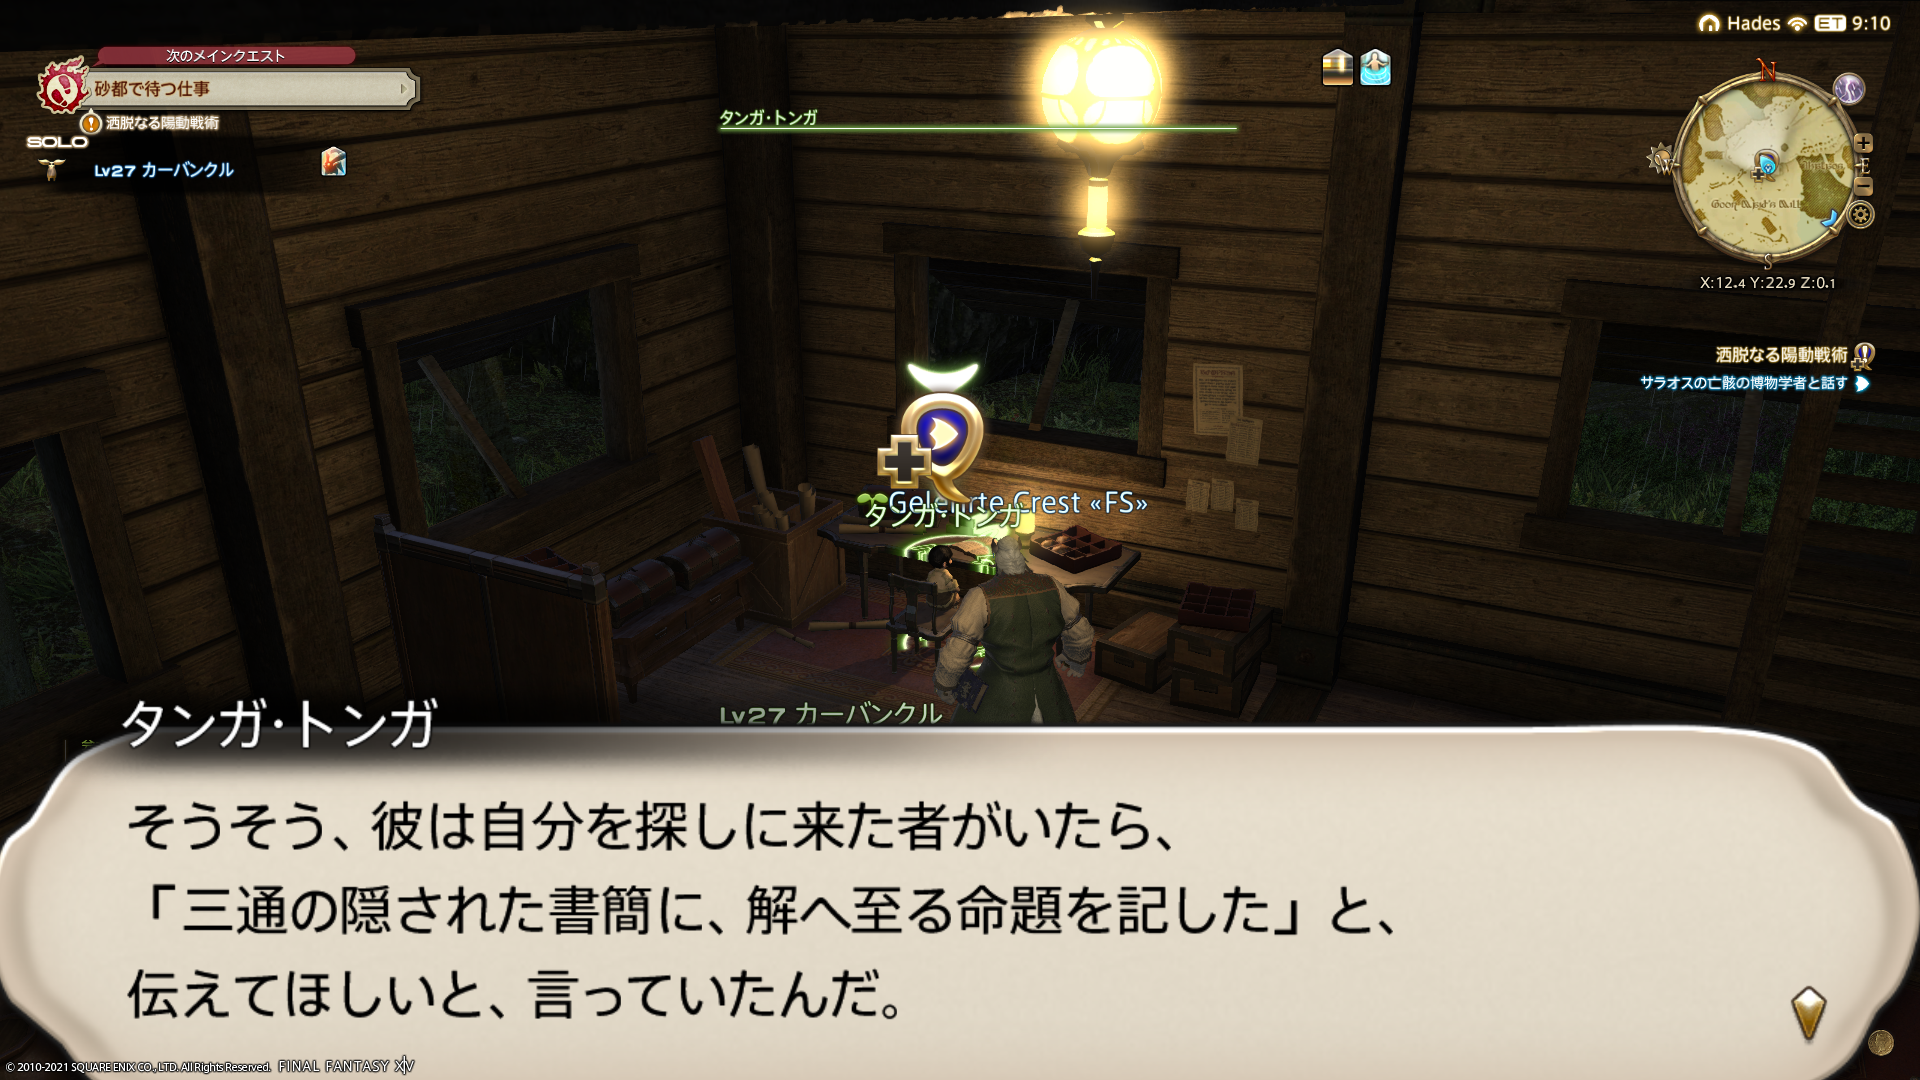 次のメインクエスト
砂都で待つ仕事
洒脱なる陽動戦術
SOLO
Lv27 カーバンクル
タンガ・トンガ
Hades ET 9:10
N
E
S
X:12.4 Y:22.9 Z:0.1
洒脱なる陽動戦術
サラオスの亡骸の博物学者と話す
Crest «FS»
タンガ・トンガ
Lv27 カーバンクル
タンガ・トンガ
そうそう、彼は自分を探しに来た者がいたら、
「三通の隠された書簡に、解へ至る命題を記した」と、
伝えてほしいと、言っていたんだ。
© 2010-2021 SQUARE ENIX CO., LTD. All Rights Reserved. FINAL FANTASY XIV